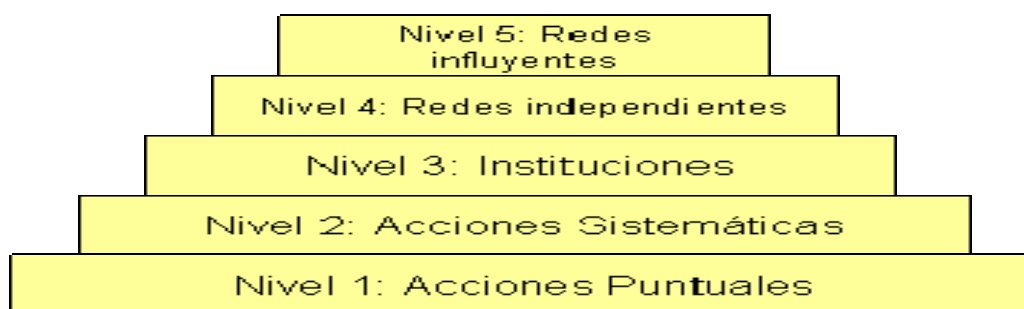 Nivel 5: Redes
influyentes
Nivel 4: Redes independientes
Nivel 3: Instituciones
Nivel 2: Acciones Sistemáticas
Nivel 1: Acciones Puntuales